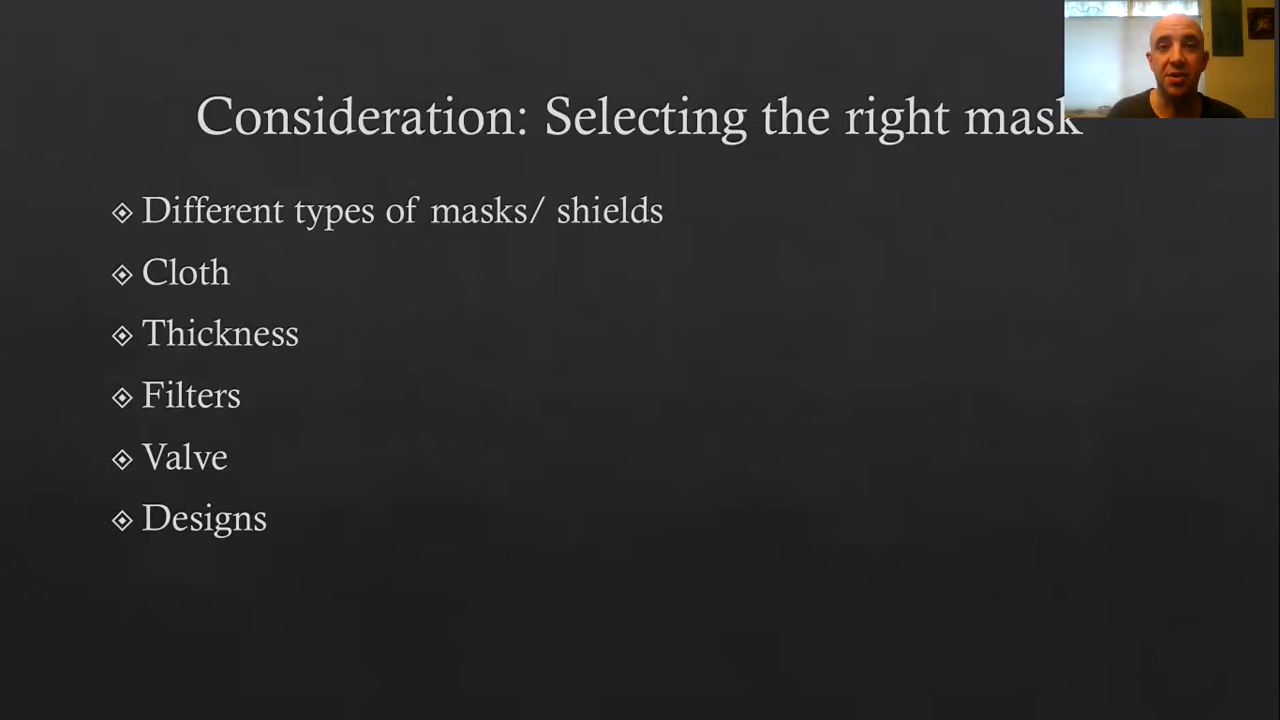 Consideration: Selecting the right mask
Different types of masks/ shields
Cloth
Thickness
Filters
Valve
Designs